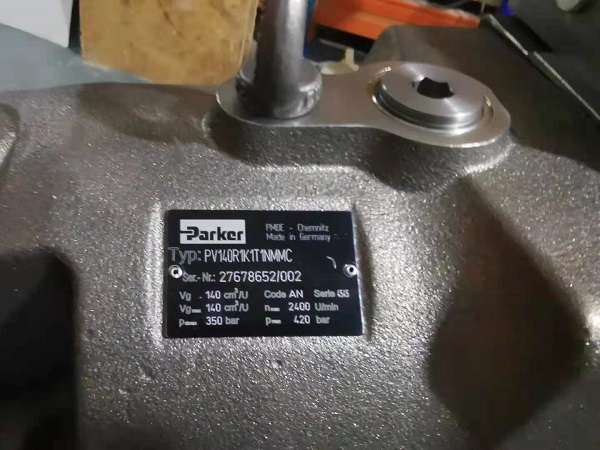 Parker
PMDE - Chemnitz
Made in Germany
Typ: PV140R1K1T1NMMC
Ser.-Nr.: 27678652/002
Vg 140 cm³/U Code AN Serie
Vg 140 cm³/U n 2400 U/min
p 350 bar p 420 bar